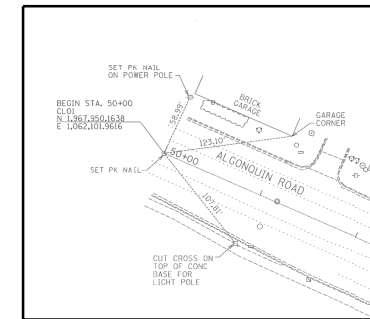 SET PK NAIL
ON POWER POLE
BRICK
GARAGE
GARAGE
CORNER
BEGIN STA. 50+00
CL01
N 1,967,950.1638
E 1,062,101.9616
58.99'
123.10'
50+00
ALGONQUIN ROAD
SET PK NAIL
107.81'
CUT CROSS ON
TOP OF CONC
BASE FOR
LIGHT POLE